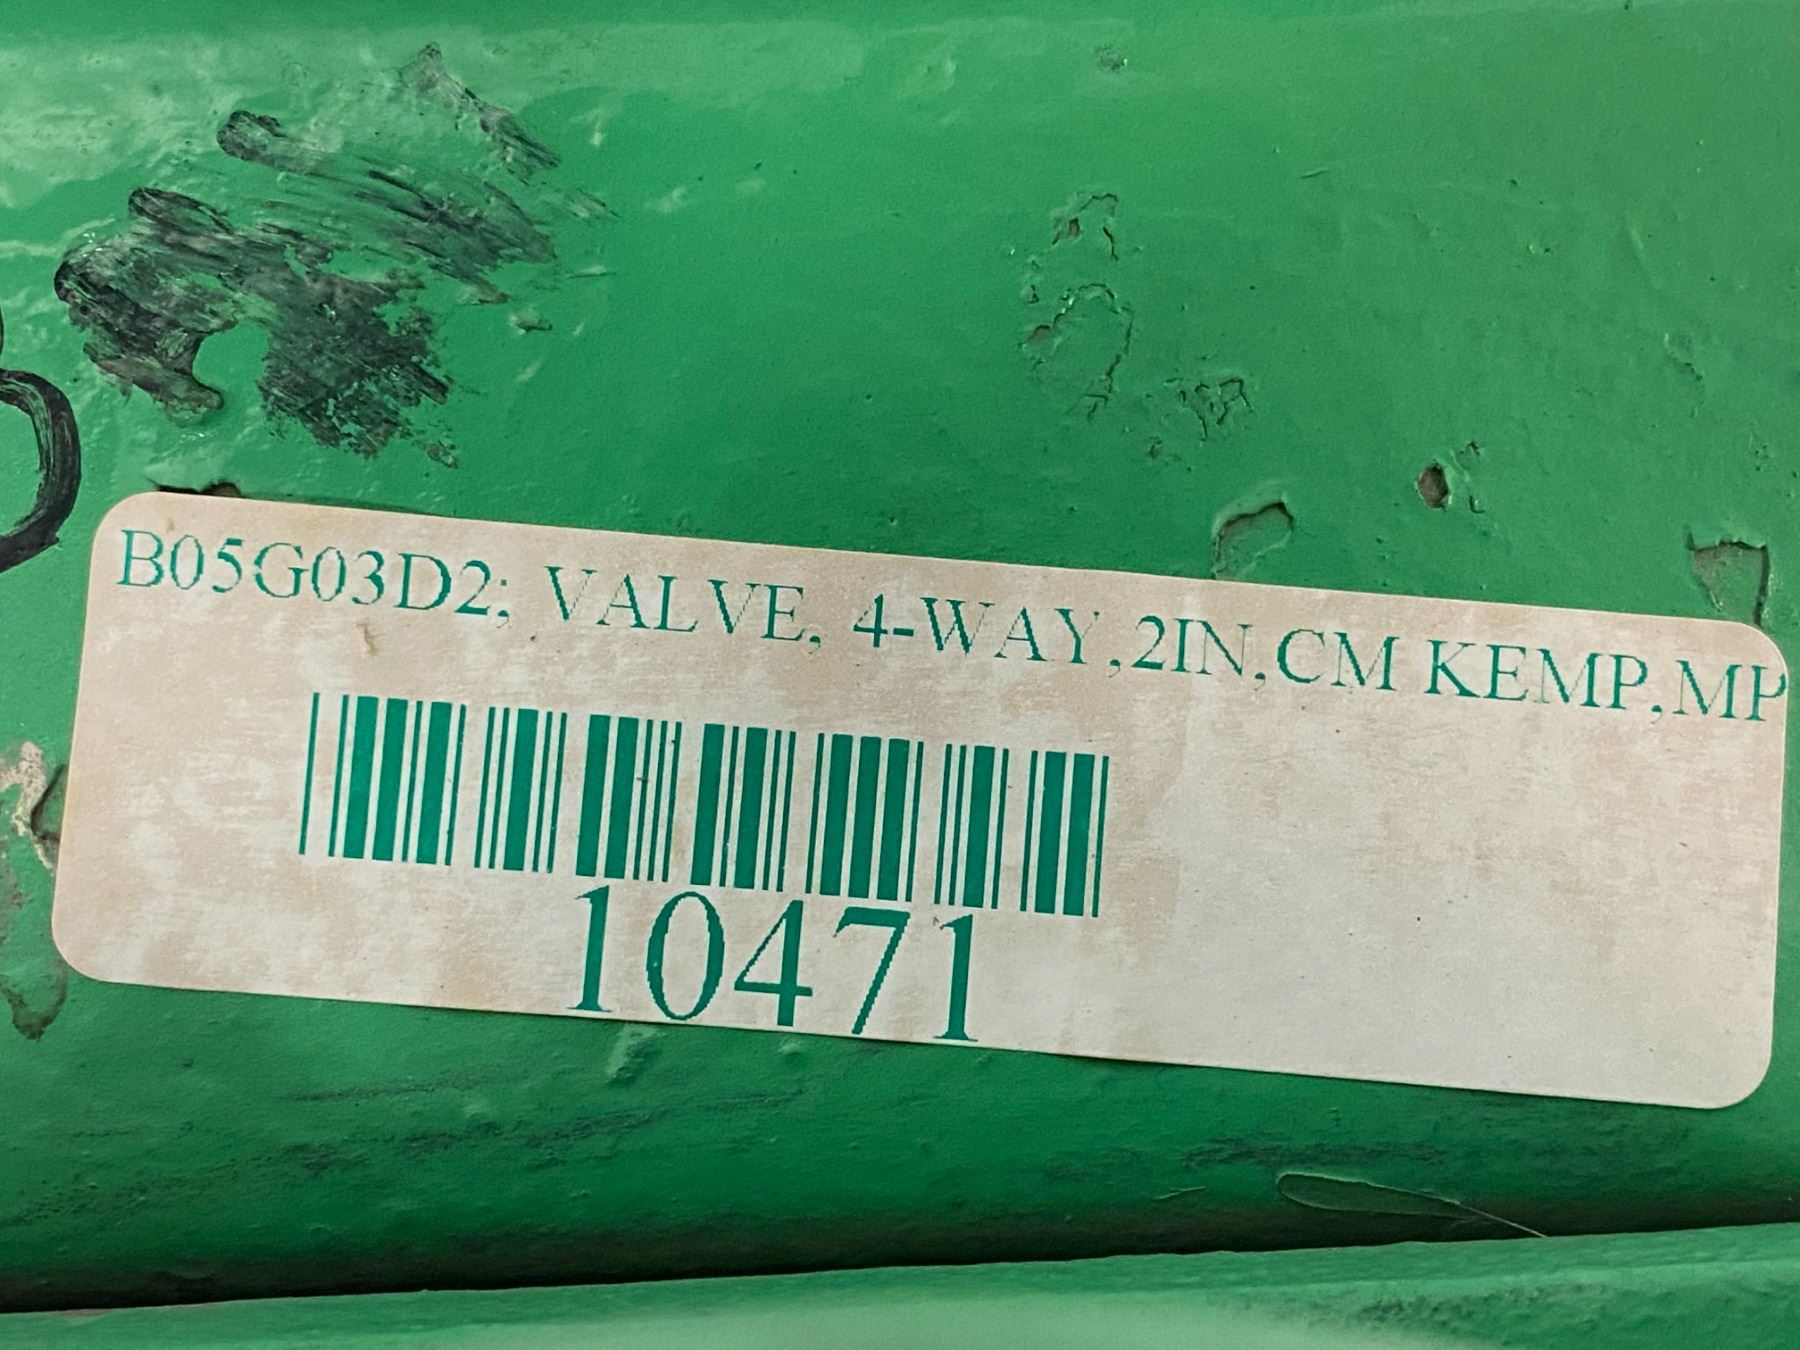 B05G03D2; VALVE, 4-WAY,2IN,CM KEMP,MP
10471